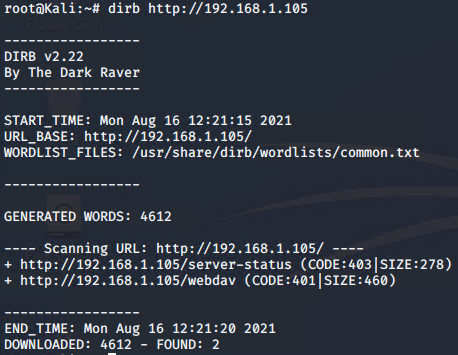 root@Kali:~# dirb http://192.168.1.105
-----------------
DIRB v2.22
By The Dark Raver
-----------------
START_TIME: Mon Aug 16 12:21:15 2021
URL_BASE: http://192.168.1.105/
WORDLIST_FILES: /usr/share/dirb/wordlists/common.txt
-----------------
GENERATED WORDS: 4612
---- Scanning URL: http://192.168.1.105/ ----
+ http://192.168.1.105/server-status (CODE:403|SIZE:278)
+ http://192.168.1.105/webdav (CODE:401|SIZE:460)
-----------------
END_TIME: Mon Aug 16 12:21:20 2021
DOWNLOADED: 4612 - FOUND: 2